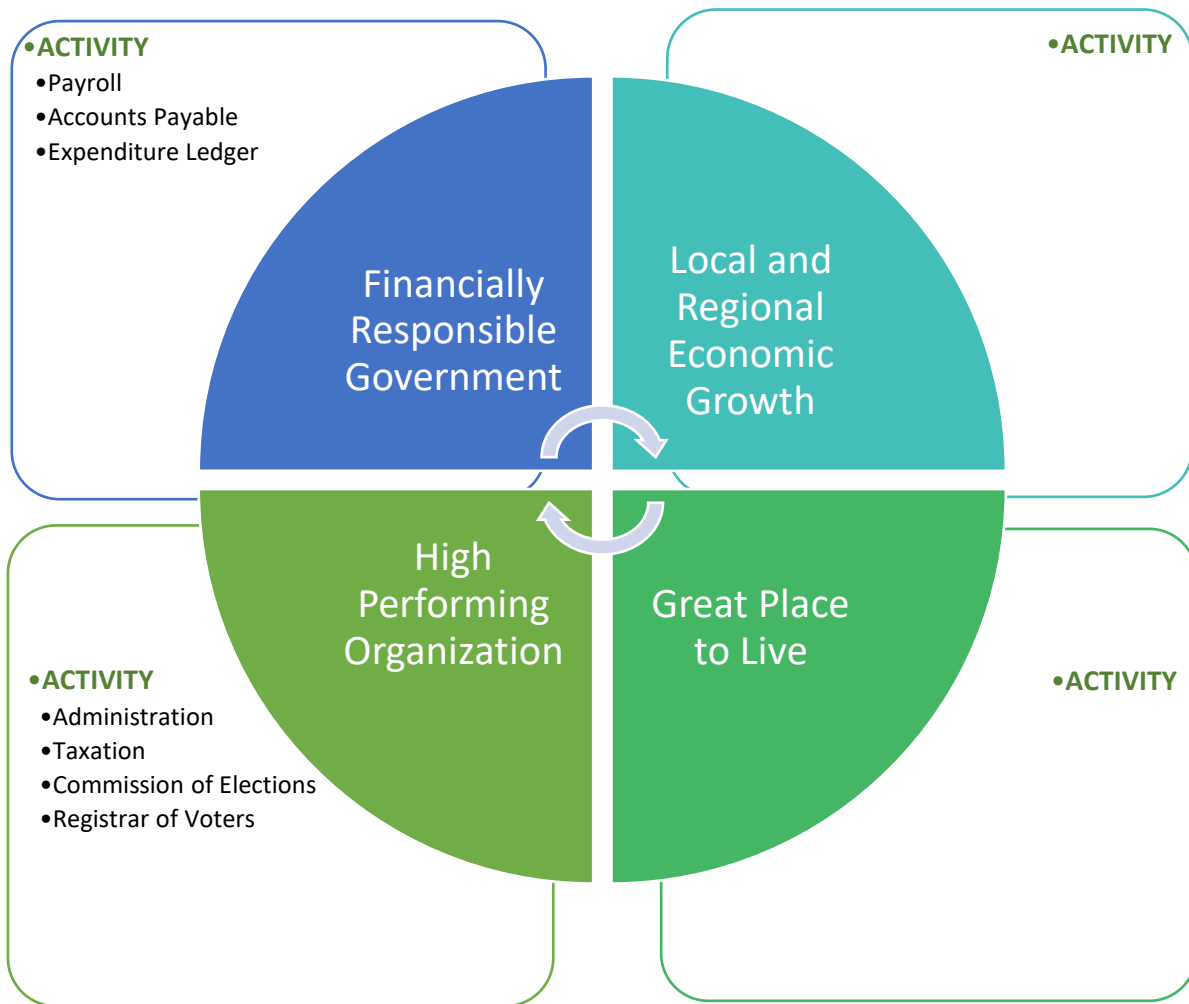 •ACTIVITY
•Payroll
•Accounts Payable
•Expenditure Ledger
•ACTIVITY
Financially
Responsible
Government
Local and
Regional
Economic
Growth
High
Performing
Organization
Great Place
to Live
•ACTIVITY
•Administration
•Taxation
•Commission of Elections
•Registrar of Voters
•ACTIVITY